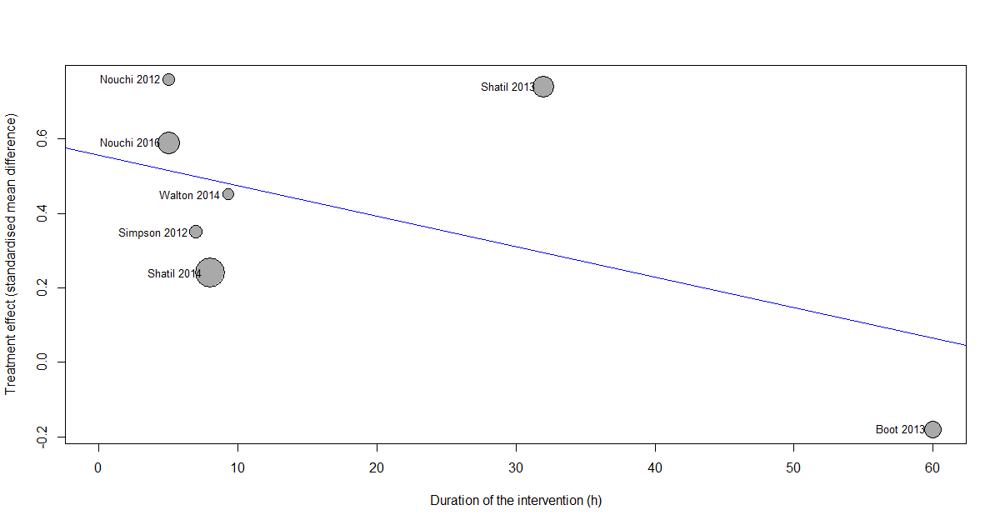 Nouchi 2012
Shatil 2013
Nouchi 2016
Walton 2014
Simpson 2012
Shatil 2014
Boot 2013
Treatment effect (standardised mean difference)
0.6
0.4
0.2
0.0
-0.2
0 10 20 30 40 50 60
Duration of the intervention (h)